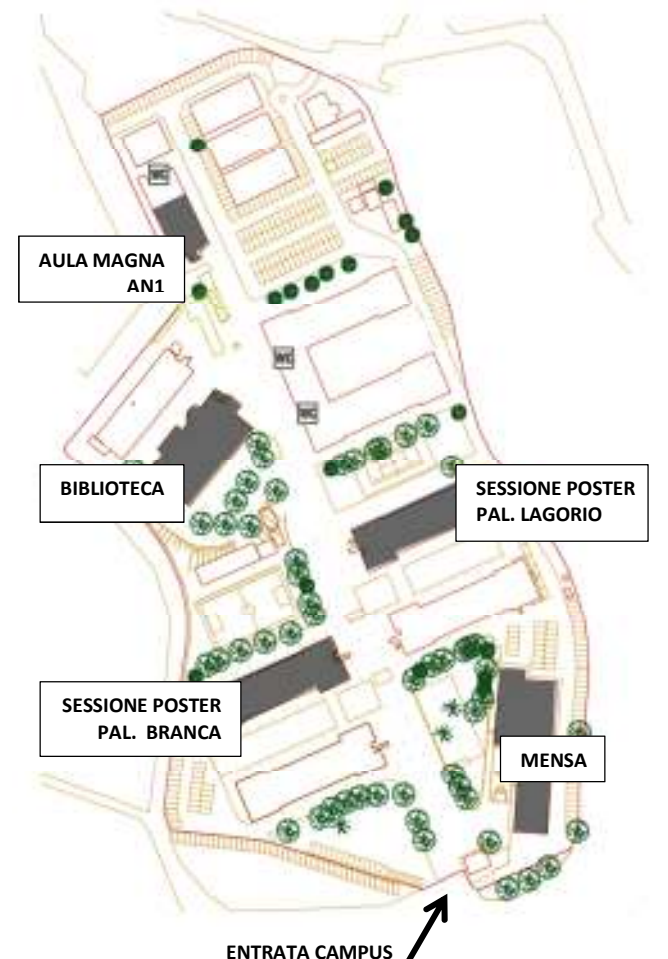 WC
AULA MAGNA
AN1
WC
WC
BIBLIOTECA
SESSIONE POSTER
PAL. LAGORIO
SESSIONE POSTER
PAL. BRANCA
MENSA
ENTRATA CAMPUS